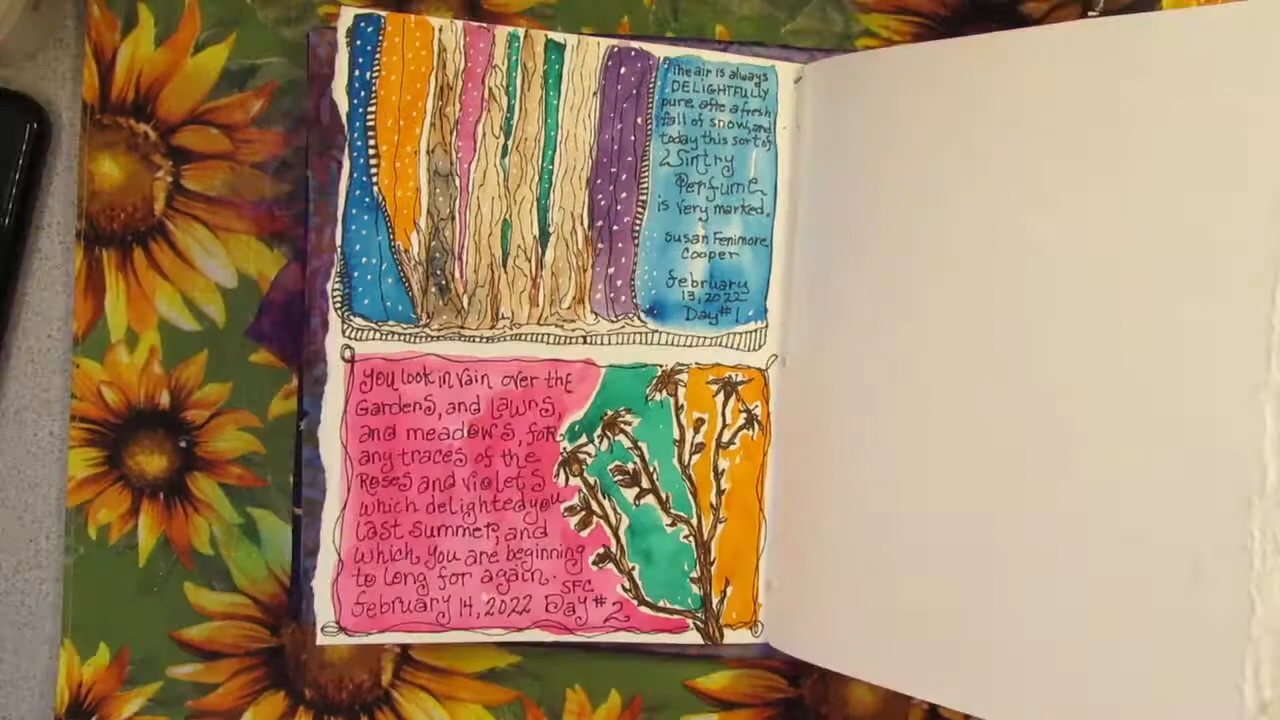 The air is always
DELIGHTFULLY
pure afte a fresh
fall of snow, and
today this sort of
Wintry
Perfume
is very marked.
Susan Fenimore
Cooper
February
13, 2022
Day #1
You look in vain over the
Gardens, and Lawns,
and meadows, for
any traces of the
Roses and violets
which delighted you
last summer, and
which you are beginning
to long for again.
SFC
february 14, 2022 Day #2